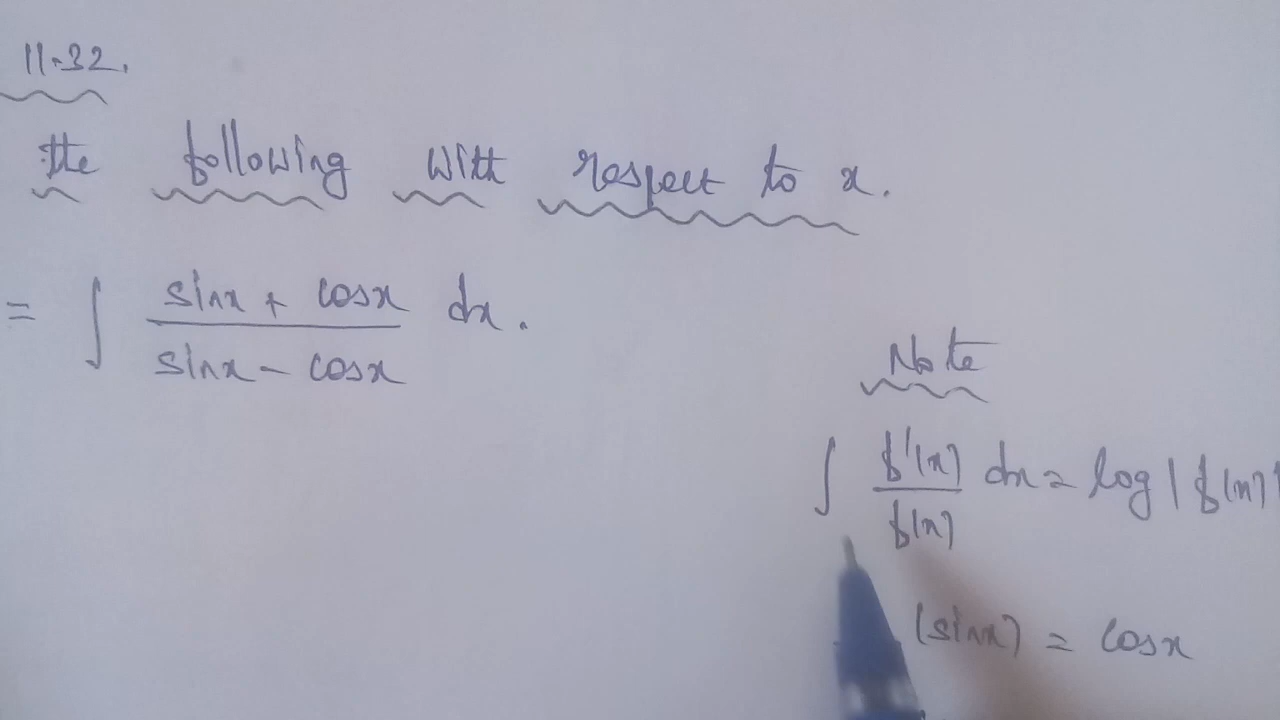 11.32.
the following with respect to x.
= ∫ sinx + cosx / sinx - cosx dx.
Note
∫ f'(x) / f(x) dx = log |f(x)|
(sinx) = cosx